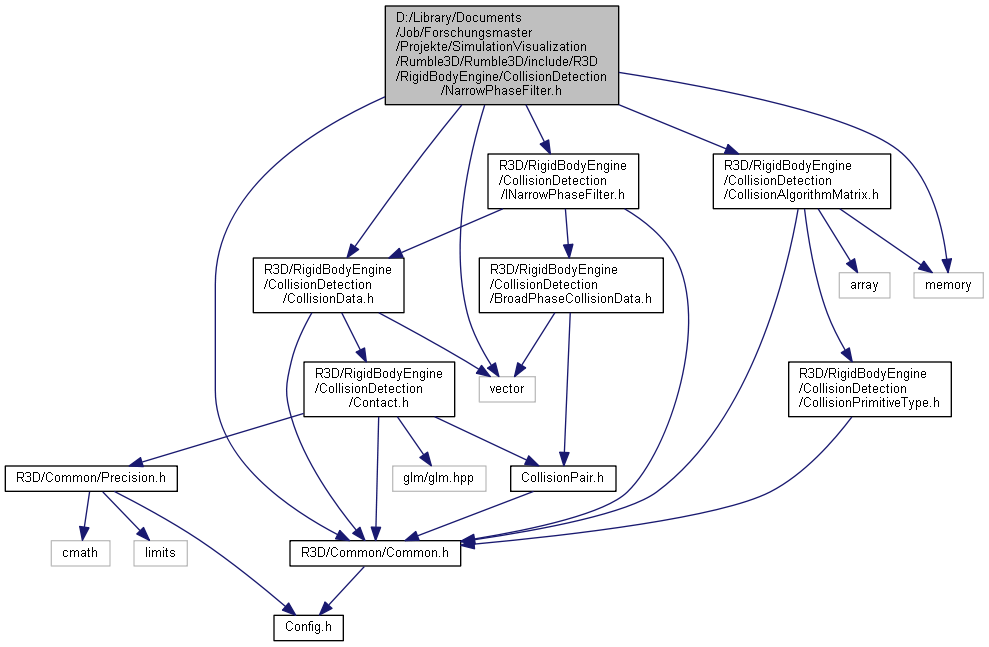 D:/Library/Documents
/Job/Forschungsmaster
/Projekte/SimulationVisualization
/Rumble3D/Rumble3D/include/R3D
/RigidBodyEngine/CollisionDetection
/NarrowPhaseFilter.h
R3D/RigidBodyEngine
/CollisionDetection
/INarrowPhaseFilter.h
R3D/RigidBodyEngine
/CollisionDetection
/CollisionAlgorithmMatrix.h
R3D/RigidBodyEngine
/CollisionDetection
/CollisionData.h
R3D/RigidBodyEngine
/CollisionDetection
/BroadPhaseCollisionData.h
array
memory
R3D/RigidBodyEngine
/CollisionDetection
/Contact.h
vector
R3D/RigidBodyEngine
/CollisionDetection
/CollisionPrimitiveType.h
R3D/Common/Precision.h
glm/glm.hpp
CollisionPair.h
cmath
limits
R3D/Common/Common.h
Config.h